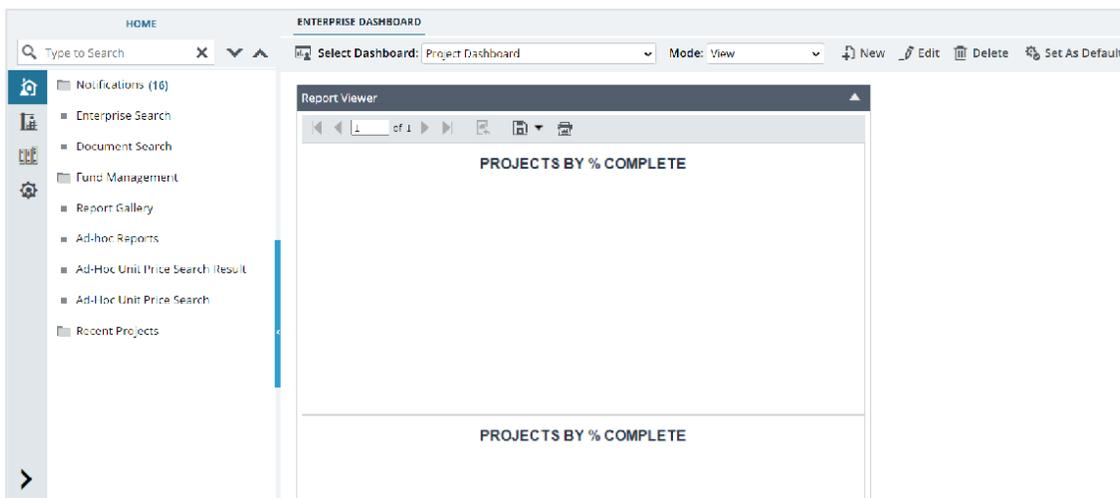 HOME
Type to Search
Notifications (16)
Enterprise Search
Document Search
Fund Management
Report Gallery
Ad-hoc Reports
Ad-Hoc Unit Price Search Result
Ad-Hoc Unit Price Search
Recent Projects
ENTERPRISE DASHBOARD
Select Dashboard: Project Dashboard Mode: View New Edit Delete Set As Default
Report Viewer
1 of 1
PROJECTS BY % COMPLETE
PROJECTS BY % COMPLETE